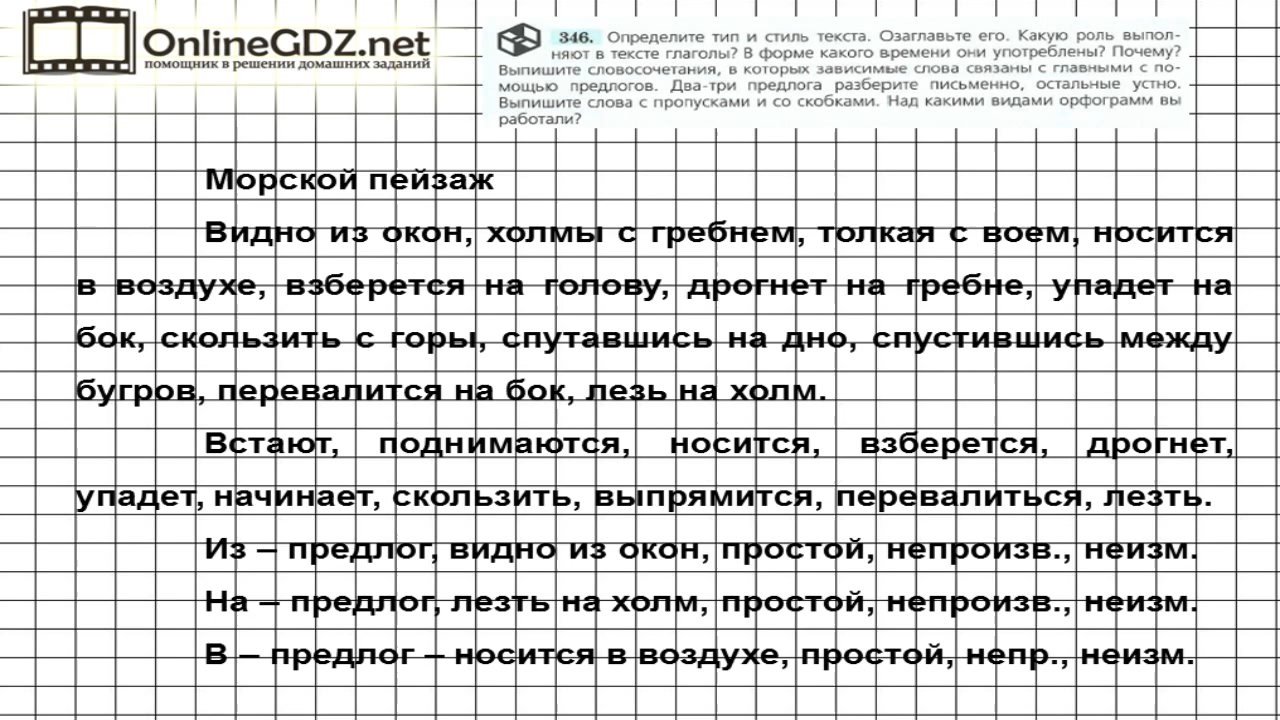 OnlineGDZ.net
помощник в решении домашних заданий
346. Определите тип и стиль текста. Озаглавьте его. Какую роль выпол-
няют в тексте глаголы? В форме какого времени они употреблены? Почему?
Выпишите словосочетания, в которых зависимые слова связаны с главными с по-
мощью предлогов. Два-три предлога разберите письменно, остальные устно.
Выпишите слова с пропусками и со скобками. Над какими видами орфограмм вы
работали?
Морской пейзаж
Видно из окон, холмы с гребнем, толкая с воем, носится
в воздухе, взберется на голову, дрогнет на гребне, упадет на
бок, скользить с горы, спутавшись на дно, спустившись между
бугров, перевалится на бок, лезь на холм.
Встают, поднимаются, носится, взберется, дрогнет,
упадет, начинает, скользить, выпрямится, перевалиться, лезть.
Из – предлог, видно из окон, простой, непроизв., неизм.
На – предлог, лезть на холм, простой, непроизв., неизм.
В – предлог – носится в воздухе, простой, непр., неизм.